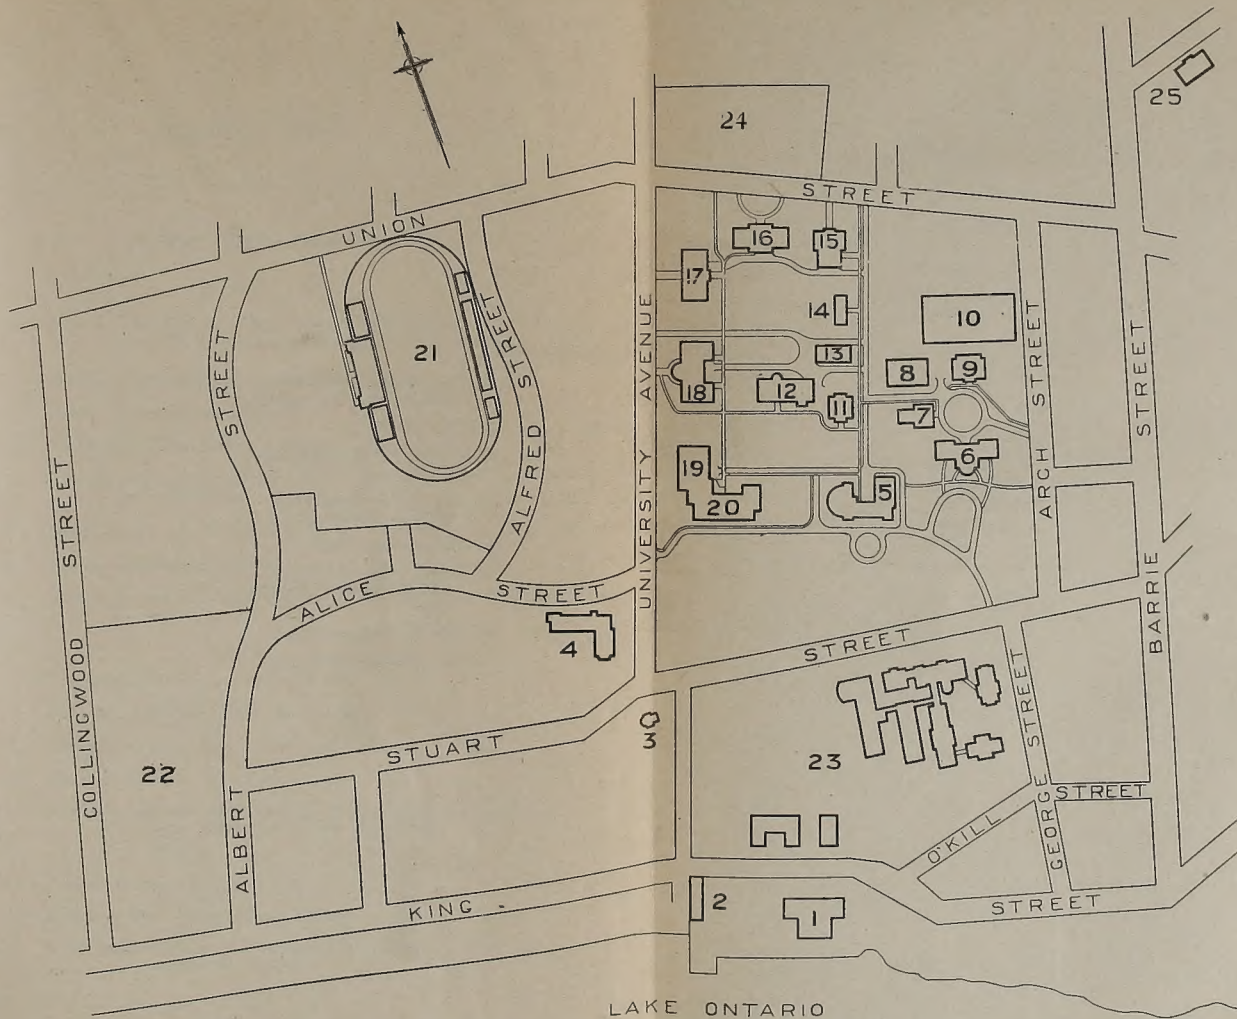 25
24
STREET
UNION
16
15
17
14
10
21
13
8
9
12
18
11
7
6
19
5
20
STREET
STREET
ALFRED STREET
UNIVERSITY AVENUE
ARCH STREET
STREET
BARRIE
ALICE
STREET
4
STREET
COLLINGWOOD
STUART
3
23
22
ALBERT
GEORGE STREET
STREET
O'KILL
KING
2
1
STREET
LAKE ONTARIO